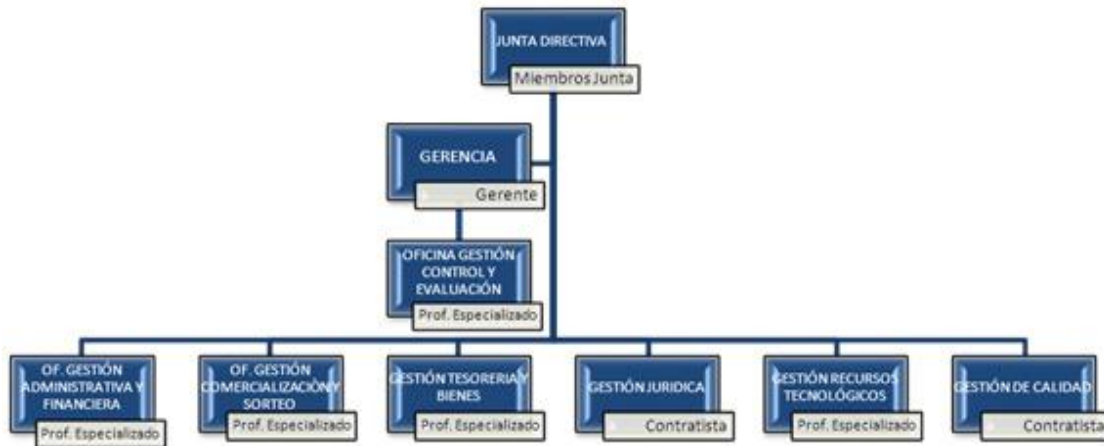 JUNTA DIRECTIVA
Miembros Junta
GERENCIA
Gerente
OFICINA GESTIÓN
CONTROL Y
EVALUACIÓN
Prof. Especializado
OF. GESTIÓN
ADMINISTRATIVA Y
FINANCIERA
Prof. Especializado
OF. GESTIÓN
COMERCIALIZACIÓN Y
SORTEO
Prof. Especializado
GESTIÓN TESORERIA Y
BIENES
Prof. Especializado
GESTIÓN JURIDICA
Contratista
GESTIÓN RECURSOS
TECNOLÓGICOS
Prof. Especializado
GESTIÓN DE CALIDAD
Contratista